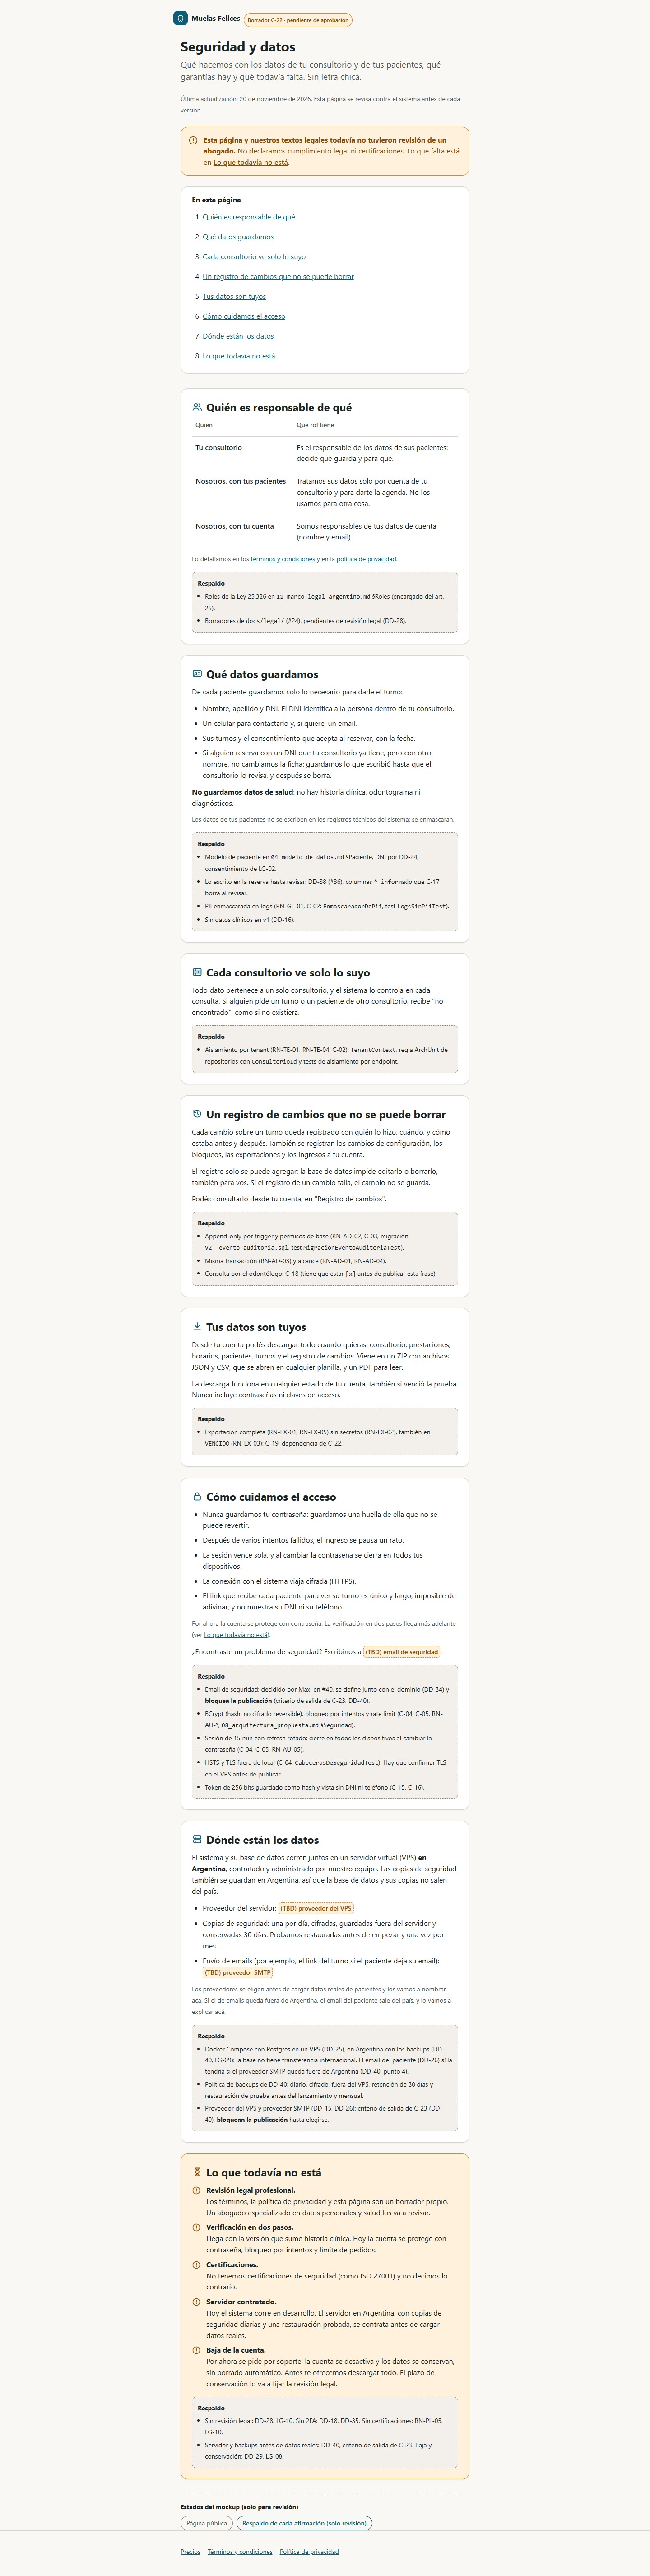 Muelas Felices
Borrador C-22 · pendiente de aprobación
Seguridad y datos
Qué hacemos con los datos de tu consultorio y de tus pacientes, qué
garantías hay y qué todavía falta. Sin letra chica.
Última actualización: 20 de noviembre de 2026. Esta página se revisa contra el sistema antes de cada
versión.
Esta página y nuestros textos legales todavía no tuvieron revisión de un
abogado. No declaramos cumplimiento legal ni certificaciones. Lo que falta está
en Lo que todavía no está.
En esta página
1. Quién es responsable de qué
2. Qué datos guardamos
3. Cada consultorio ve solo lo suyo
4. Un registro de cambios que no se puede borrar
5. Tus datos son tuyos
6. Cómo cuidamos el acceso
7. Dónde están los datos
8. Lo que todavía no está
Quién es responsable de qué
Quién Qué rol tiene
Tu consultorio Es el responsable de los datos de sus pacientes:
decide qué guarda y para qué.
Nosotros, con tus pacientes Tratamos sus datos solo por cuenta de tu
consultorio y para darte la agenda. No los
usamos para otra cosa.
Nosotros, con tu cuenta Somos responsables de tus datos de cuenta
(nombre y email).
Lo detallamos en los términos y condiciones y en la política de privacidad.
Respaldo
• Roles de la Ley 25.326 en 11_marco_legal_argentino.md §Roles (encargado del art.
25).
• Borradores de docs/legal/ (#24), pendientes de revisión legal (DD-28).
Qué datos guardamos
De cada paciente guardamos solo lo necesario para darle el turno:
• Nombre, apellido y DNI. El DNI identifica a la persona dentro de tu consultorio.
• Un celular para contactarlo y, si quiere, un email.
• Sus turnos y el consentimiento que acepta al reservar, con la fecha.
• Si alguien reserva con un DNI que tu consultorio ya tiene, pero con otro
nombre, no cambiamos la ficha: guardamos lo que escribió hasta que el
consultorio lo revisa, y después se borra.
No guardamos datos de salud: no hay historia clínica, odontograma ni
diagnósticos.
Los datos de tus pacientes no se escriben en los registros técnicos del sistema: se enmascaran.
Respaldo
• Modelo de paciente en 04_modelo_de_datos.md §Paciente, DNI por DD-24,
consentimiento de LG-02.
• Lo escrito en la reserva hasta revisar: DD-38 (#36), columnas *_informado que C-17
borra al revisar.
• PII enmascarada en logs (RN-GL-01, C-02: EnmascaradorDePii, test LogsSinPiiTest).
• Sin datos clínicos en v1 (DD-16).
Cada consultorio ve solo lo suyo
Todo dato pertenece a un solo consultorio, y el sistema lo controla en cada
consulta. Si alguien pide un turno o un paciente de otro consultorio, recibe "no
encontrado", como si no existiera.
Respaldo
• Aislamiento por tenant (RN-TE-01, RN-TE-04, C-02): TenantContext, regla ArchUnit de
repositorios con ConsultorioId y tests de aislamiento por endpoint.
Un registro de cambios que no se puede borrar
Cada cambio sobre un turno queda registrado con quién lo hizo, cuándo, y cómo
estaba antes y después. También se registran los cambios de configuración, los
bloqueos, las exportaciones y los ingresos a tu cuenta.
El registro solo se puede agregar: la base de datos impide editarlo o borrarlo,
también para vos. Si el registro de un cambio falla, el cambio no se guarda.
Podés consultarlo desde tu cuenta, en "Registro de cambios".
Respaldo
• Append-only por trigger y permisos de base (RN-AD-02, C-03, migración
V2__evento_auditoria.sql, test MigracionEventoAuditoriaTest).
• Misma transacción (RN-AD-03) y alcance (RN-AD-01, RN-AD-04).
• Consulta por el odontólogo: C-18 (tiene que estar [x] antes de publicar esta frase).
Tus datos son tuyos
Desde tu cuenta podés descargar todo cuando quieras: consultorio, prestaciones,
horarios, pacientes, turnos y el registro de cambios. Viene en un ZIP con archivos
JSON y CSV, que se abren en cualquier planilla, y un PDF para leer.
La descarga funciona en cualquier estado de tu cuenta, también si venció la prueba.
Nunca incluye contraseñas ni claves de acceso.
Respaldo
• Exportación completa (RN-EX-01, RN-EX-05) sin secretos (RN-EX-02), también en
VENCIDO (RN-EX-03): C-19, dependencia de C-22.
Cómo cuidamos el acceso
• Nunca guardamos tu contraseña: guardamos una huella de ella que no se
puede revertir.
• Después de varios intentos fallidos, el ingreso se pausa un rato.
• La sesión vence sola, y al cambiar la contraseña se cierra en todos tus
dispositivos.
• La conexión con el sistema viaja cifrada (HTTPS).
• El link que recibe cada paciente para ver su turno es único y largo, imposible de
adivinar, y no muestra su DNI ni su teléfono.
Por ahora la cuenta se protege con contraseña. La verificación en dos pasos llega más adelante
(ver Lo que todavía no está).
¿Encontraste un problema de seguridad? Escribinos a (TBD) email de seguridad.
Respaldo
• Email de seguridad: decidido por Maxi en #40, se define junto con el dominio (DD-34) y
bloquea la publicación (criterio de salida de C-23, DD-40).
• BCrypt (hash, no cifrado reversible), bloqueo por intentos y rate limit (C-04, C-05, RN-
AU-*, 08_arquitectura_propuesta.md §Seguridad).
• Sesión de 15 min con refresh rotado; cierre en todos los dispositivos al cambiar la
contraseña (C-04, C-05, RN-AU-05).
• HSTS y TLS fuera de local (C-04, CabecerasDeSeguridadTest). Hay que confirmar TLS
en el VPS antes de publicar.
• Token de 256 bits guardado como hash y vista sin DNI ni teléfono (C-15, C-16).
Dónde están los datos
El sistema y su base de datos corren juntos en un servidor virtual (VPS) en
Argentina, contratado y administrado por nuestro equipo. Las copias de seguridad
también se guardan en Argentina, así que la base de datos y sus copias no salen
del país.
• Proveedor del servidor: (TBD) proveedor del VPS
• Copias de seguridad: una por día, cifradas, guardadas fuera del servidor y
conservadas 30 días. Probamos restaurarlas antes de empezar y una vez por
mes.
• Envío de emails (por ejemplo, el link del turno si el paciente deja su email):
(TBD) proveedor SMTP
Los proveedores se eligen antes de cargar datos reales de pacientes y los vamos a nombrar
acá. Si el de emails queda fuera de Argentina, el email del paciente sale del país, y lo vamos a
explicar acá.
Respaldo
• Docker Compose con Postgres en un VPS (DD-25), en Argentina con los backups (DD-
40, LG-09): la base no tiene transferencia internacional. El email del paciente (DD-26) sí la
tendría si el proveedor SMTP queda fuera de Argentina (DD-40, punto 4).
• Política de backups de DD-40: diario, cifrado, fuera del VPS, retención de 30 días y
restauración de prueba antes del lanzamiento y mensual.
• Proveedor del VPS y proveedor SMTP (DD-15, DD-26): criterio de salida de C-23 (DD-
40), bloquean la publicación hasta elegirse.
Lo que todavía no está
Revisión legal profesional.
Los términos, la política de privacidad y esta página son un borrador propio.
Un abogado especializado en datos personales y salud los va a revisar.
Verificación en dos pasos.
Llega con la versión que sume historia clínica. Hoy la cuenta se protege con
contraseña, bloqueo por intentos y límite de pedidos.
Certificaciones.
No tenemos certificaciones de seguridad (como ISO 27001) y no decimos lo
contrario.
Servidor contratado.
Hoy el sistema corre en desarrollo. El servidor en Argentina, con copias de
seguridad diarias y una restauración probada, se contrata antes de cargar
datos reales.
Baja de la cuenta.
Por ahora se pide por soporte: la cuenta se desactiva y los datos se conservan,
sin borrado automático. Antes te ofrecemos descargar todo. El plazo de
conservación lo va a fijar la revisión legal.
Respaldo
• Sin revisión legal: DD-28, LG-10. Sin 2FA: DD-18, DD-35. Sin certificaciones: RN-PL-05,
LG-10.
• Servidor y backups antes de datos reales: DD-40, criterio de salida de C-23. Baja y
conservación: DD-29, LG-08.
Estados del mockup (solo para revisión)
Página pública Respaldo de cada afirmación (solo revisión)
Precios Términos y condiciones Política de privacidad